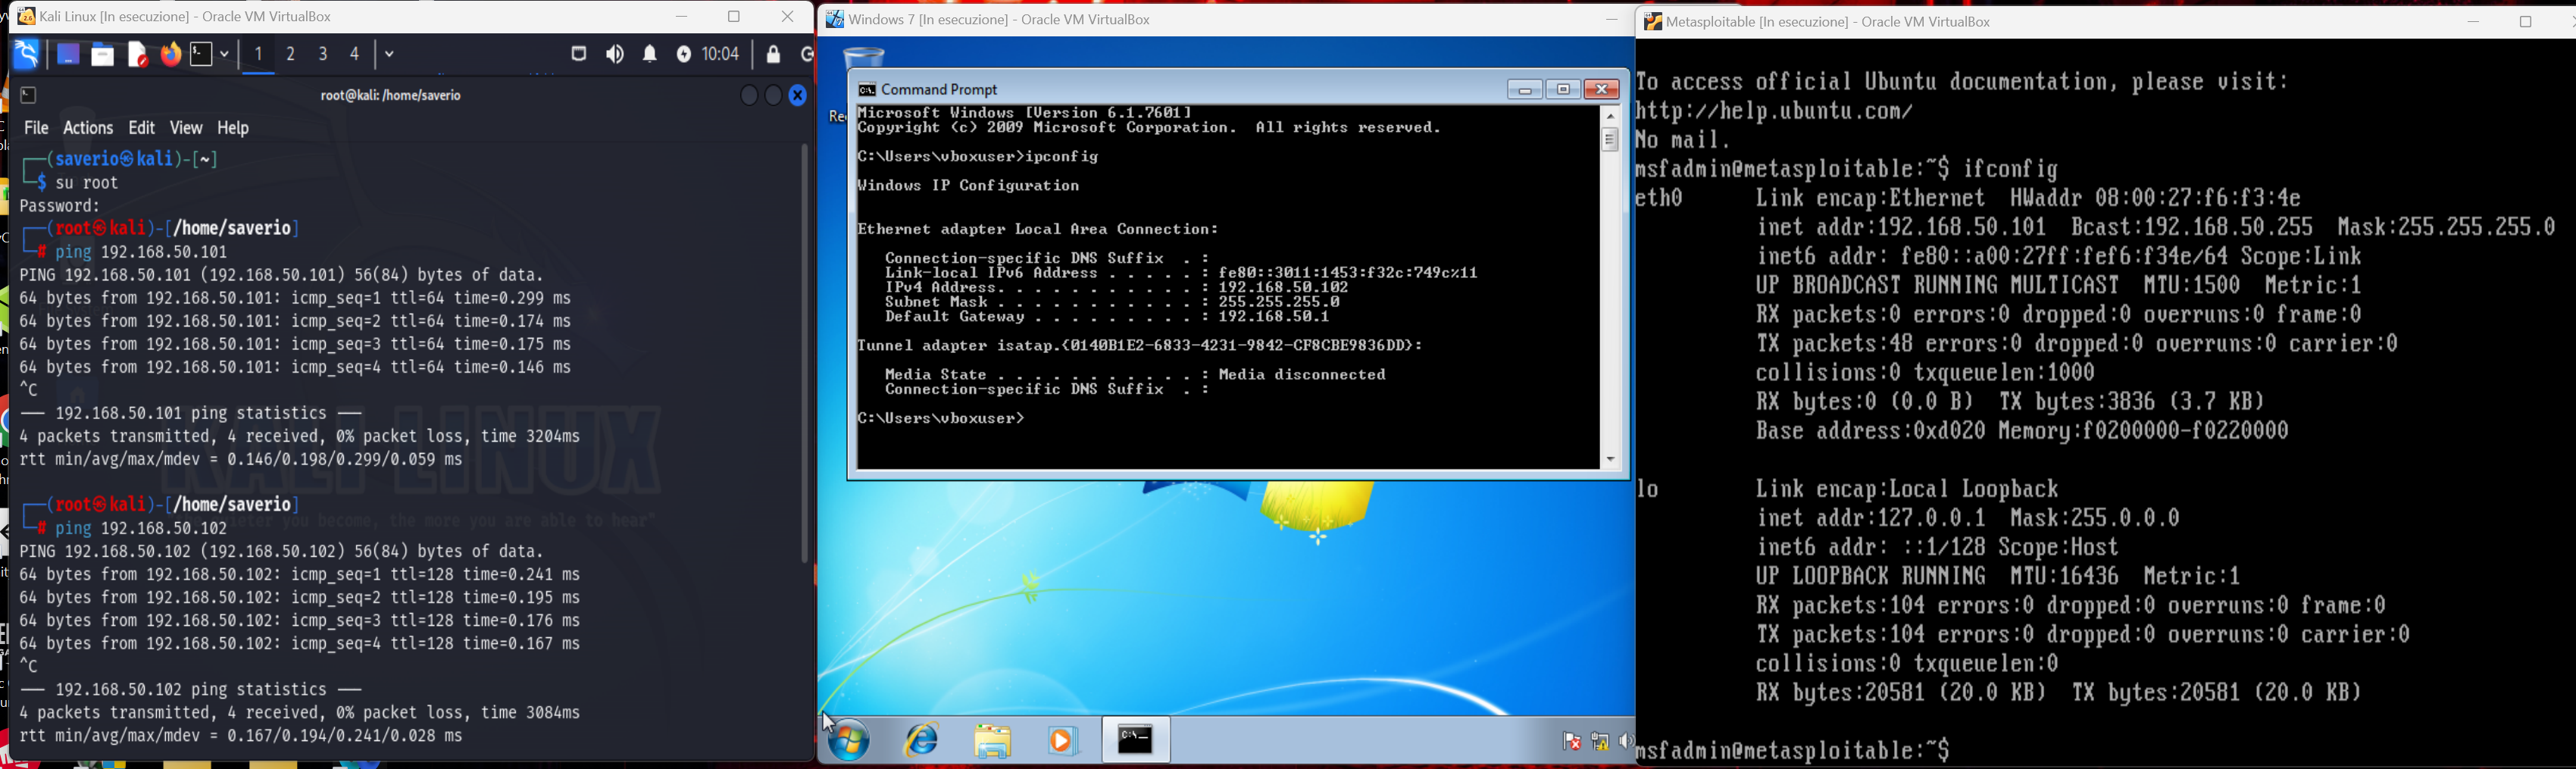 Kali Linux [In esecuzione] - Oracle VM VirtualBox
1 2 3 4
10:04
root@kali: /home/saverio
File Actions Edit View Help
┌──(saverio㉿kali)-[~]
└─$ su root
Password:
┌──(root㉿kali)-[/home/saverio]
└─# ping 192.168.50.101
PING 192.168.50.101 (192.168.50.101) 56(84) bytes of data.
64 bytes from 192.168.50.101: icmp_seq=1 ttl=64 time=0.299 ms
64 bytes from 192.168.50.101: icmp_seq=2 ttl=64 time=0.174 ms
64 bytes from 192.168.50.101: icmp_seq=3 ttl=64 time=0.175 ms
64 bytes from 192.168.50.101: icmp_seq=4 ttl=64 time=0.146 ms
^C
── 192.168.50.101 ping statistics ──
4 packets transmitted, 4 received, 0% packet loss, time 3204ms
rtt min/avg/max/mdev = 0.146/0.198/0.299/0.059 ms
KALI LINUX
┌──(root㉿kali)-[/home/saverio]
you become, the more you are able to hear"
└─# ping 192.168.50.102
PING 192.168.50.102 (192.168.50.102) 56(84) bytes of data.
64 bytes from 192.168.50.102: icmp_seq=1 ttl=128 time=0.241 ms
64 bytes from 192.168.50.102: icmp_seq=2 ttl=128 time=0.195 ms
64 bytes from 192.168.50.102: icmp_seq=3 ttl=128 time=0.176 ms
64 bytes from 192.168.50.102: icmp_seq=4 ttl=128 time=0.167 ms
^C
── 192.168.50.102 ping statistics ──
4 packets transmitted, 4 received, 0% packet loss, time 3084ms
rtt min/avg/max/mdev = 0.167/0.194/0.241/0.028 ms
Windows 7 [In esecuzione] - Oracle VM VirtualBox
Command Prompt
Microsoft Windows [Version 6.1.7601]
Copyright (c) 2009 Microsoft Corporation.  All rights reserved.
C:\Users\vboxuser>ipconfig
Windows IP Configuration
Ethernet adapter Local Area Connection:
Connection-specific DNS Suffix  . :
Link-local IPv6 Address . . . . . : fe80::3011:1453:f32c:749c%11
IPv4 Address. . . . . . . . . . . : 192.168.50.102
Subnet Mask . . . . . . . . . . . : 255.255.255.0
Default Gateway . . . . . . . . . : 192.168.50.1
Tunnel adapter isatap.{0140B1E2-6833-4231-9842-CF8CBE9836DD}:
Media State . . . . . . . . . . . : Media disconnected
Connection-specific DNS Suffix  . :
C:\Users\vboxuser>
Metasploitable [In esecuzione] - Oracle VM VirtualBox
To access official Ubuntu documentation, please visit:
http://help.ubuntu.com/
No mail.
msfadmin@metasploitable:~$ ifconfig
eth0      Link encap:Ethernet  HWaddr 08:00:27:f6:f3:4e
inet addr:192.168.50.101  Bcast:192.168.50.255  Mask:255.255.255.0
inet6 addr: fe80::a00:27ff:fef6:f34e/64 Scope:Link
UP BROADCAST RUNNING MULTICAST  MTU:1500  Metric:1
RX packets:0 errors:0 dropped:0 overruns:0 frame:0
TX packets:48 errors:0 dropped:0 overruns:0 carrier:0
collisions:0 txqueuelen:1000
RX bytes:0 (0.0 B)  TX bytes:3836 (3.7 KB)
Base address:0xd020 Memory:f0200000-f0220000
lo        Link encap:Local Loopback
inet addr:127.0.0.1  Mask:255.0.0.0
inet6 addr: ::1/128 Scope:Host
UP LOOPBACK RUNNING  MTU:16436  Metric:1
RX packets:104 errors:0 dropped:0 overruns:0 frame:0
TX packets:104 errors:0 dropped:0 overruns:0 carrier:0
collisions:0 txqueuelen:0
RX bytes:20581 (20.0 KB)  TX bytes:20581 (20.0 KB)
msfadmin@metasploitable:~$